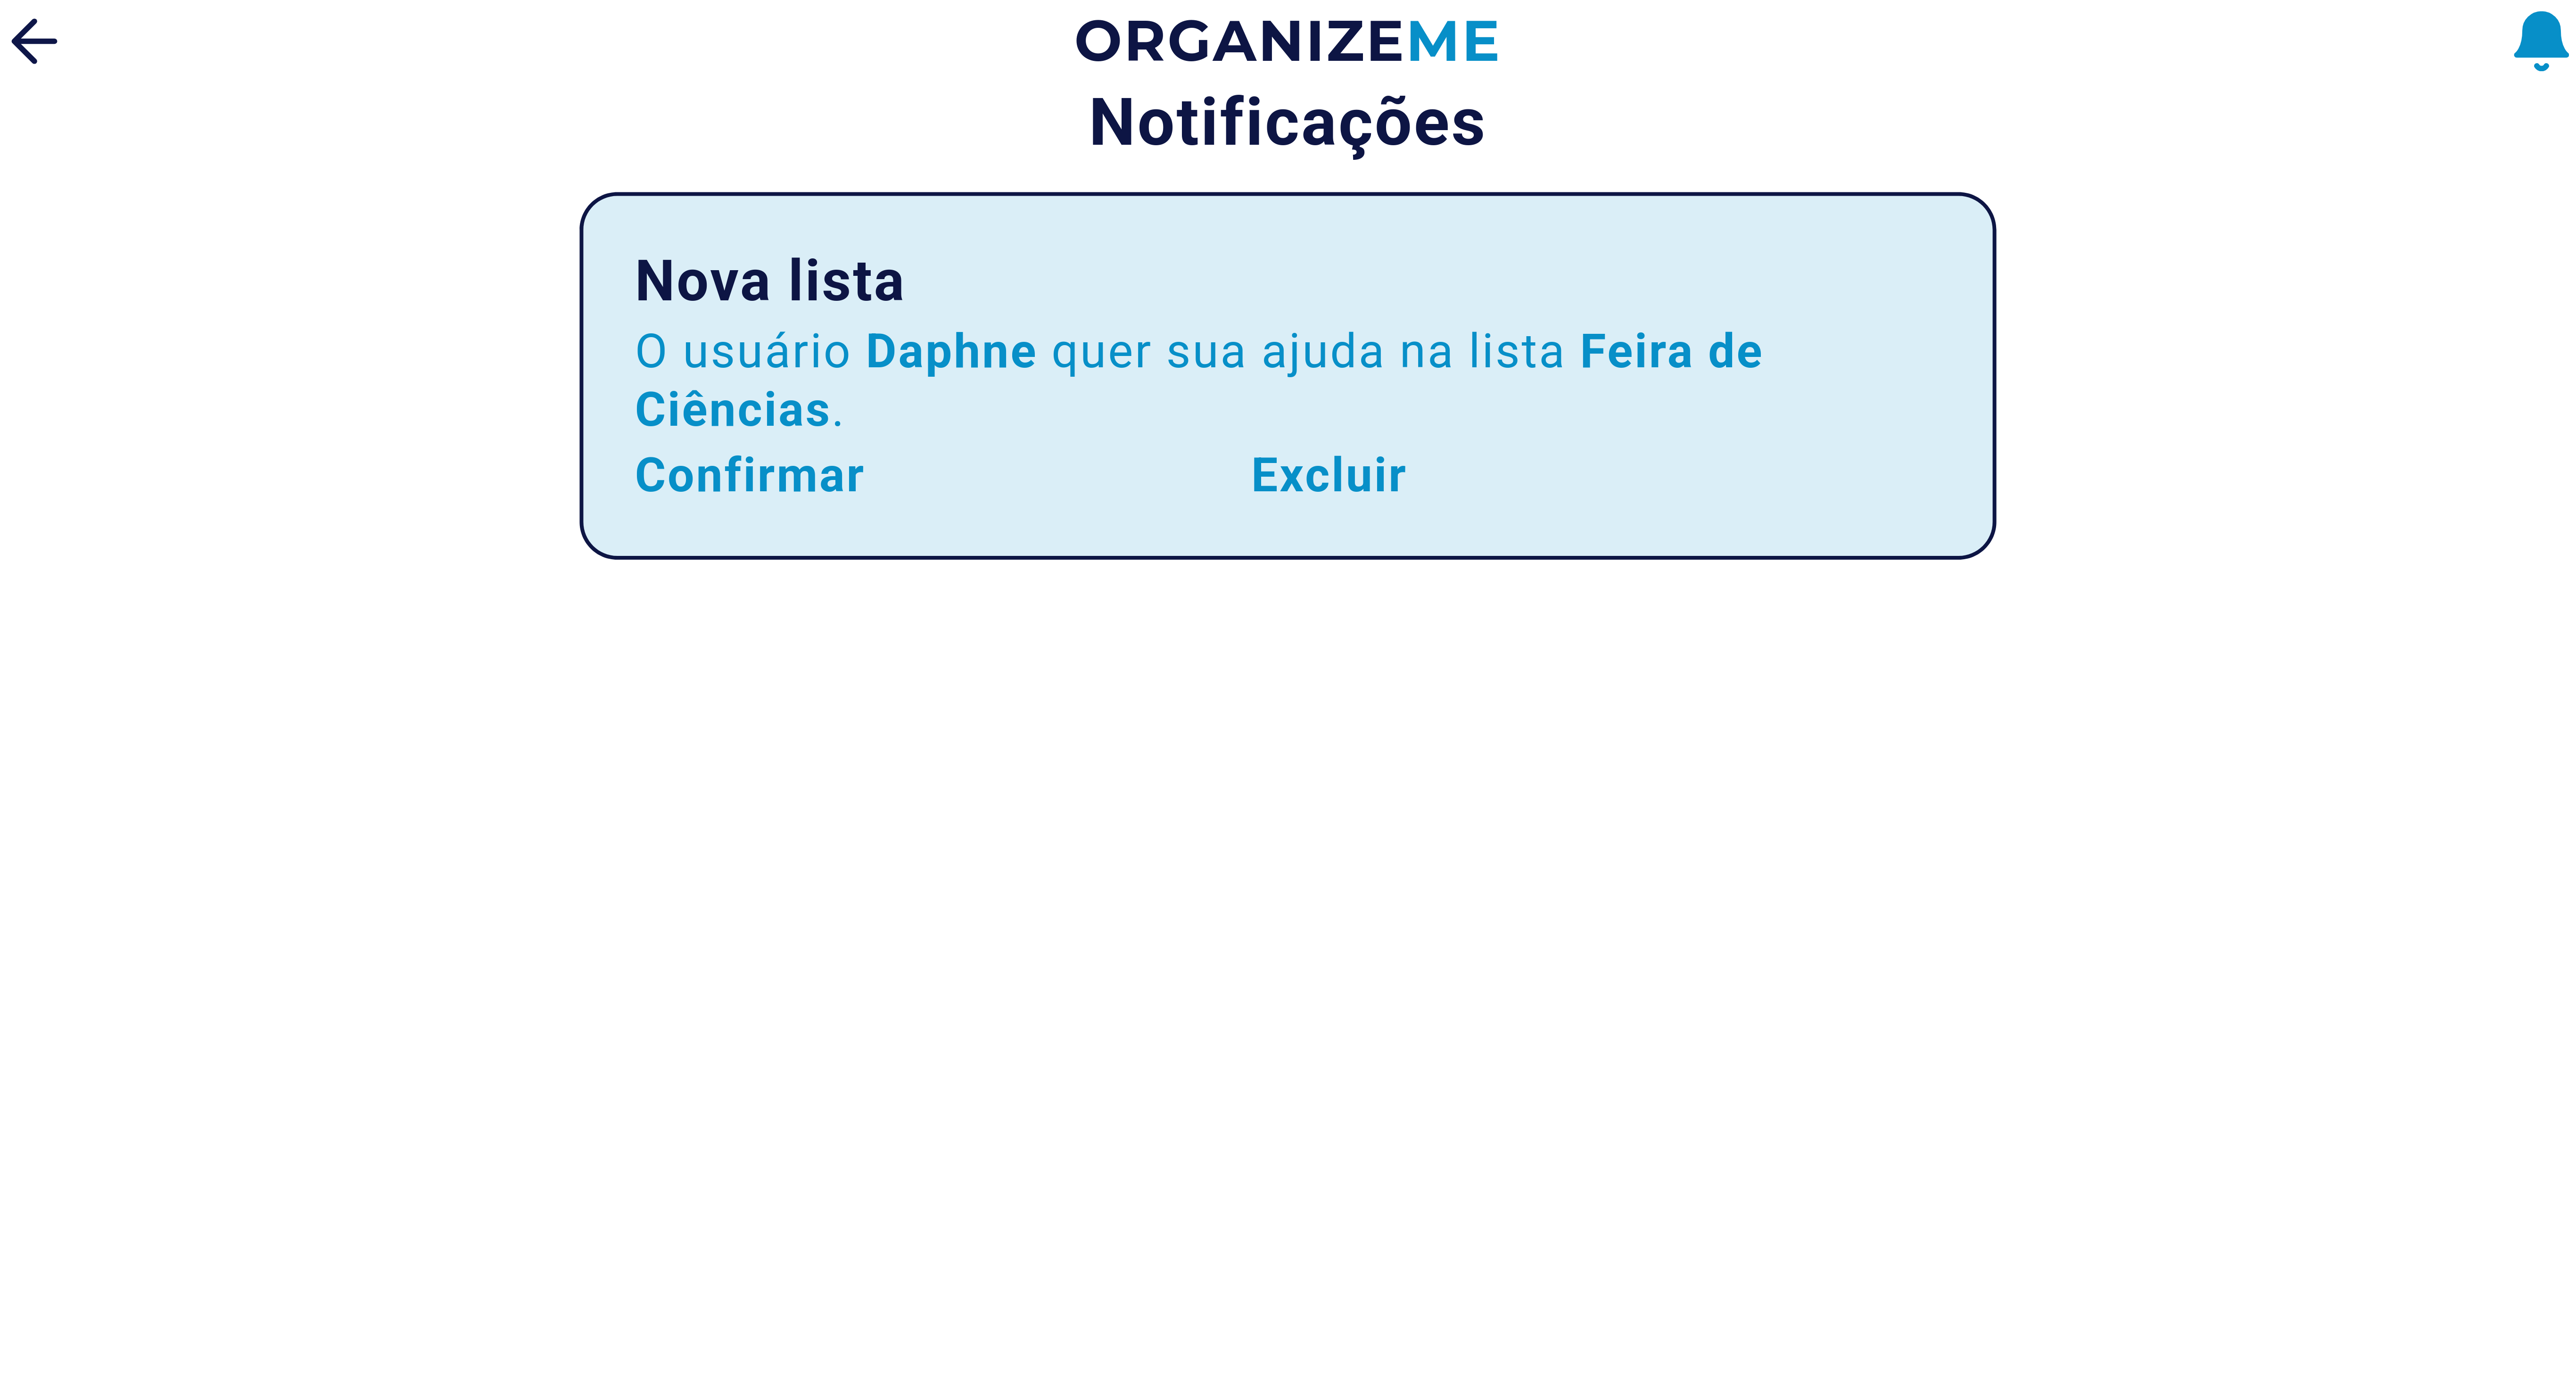 ORGANIZEME
Notificações
Nova lista
O usuário Daphne quer sua ajuda na lista Feira de
Ciências.
Confirmar Excluir